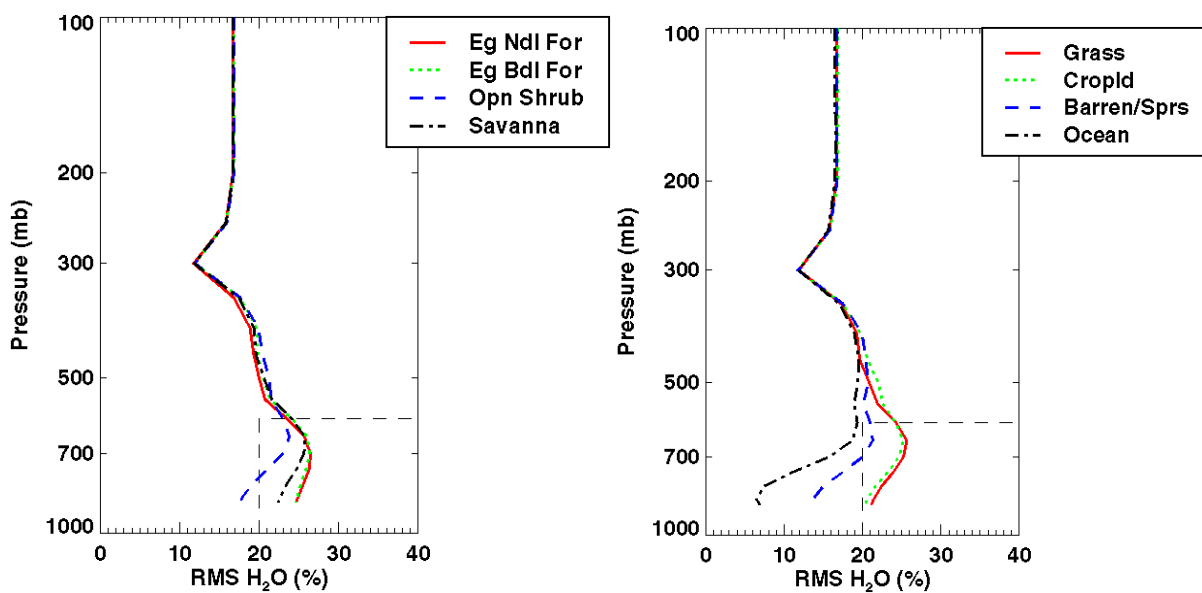 100
200
300
500
700
1000
Pressure (mb)
0
10
20
30
40
RMS H₂O (%)
Eg Ndl For
Eg Bdl For
Opn Shrub
Savanna
100
200
300
500
700
1000
Pressure (mb)
0
10
20
30
40
RMS H₂O (%)
Grass
Cropld
Barren/Sprs
Ocean